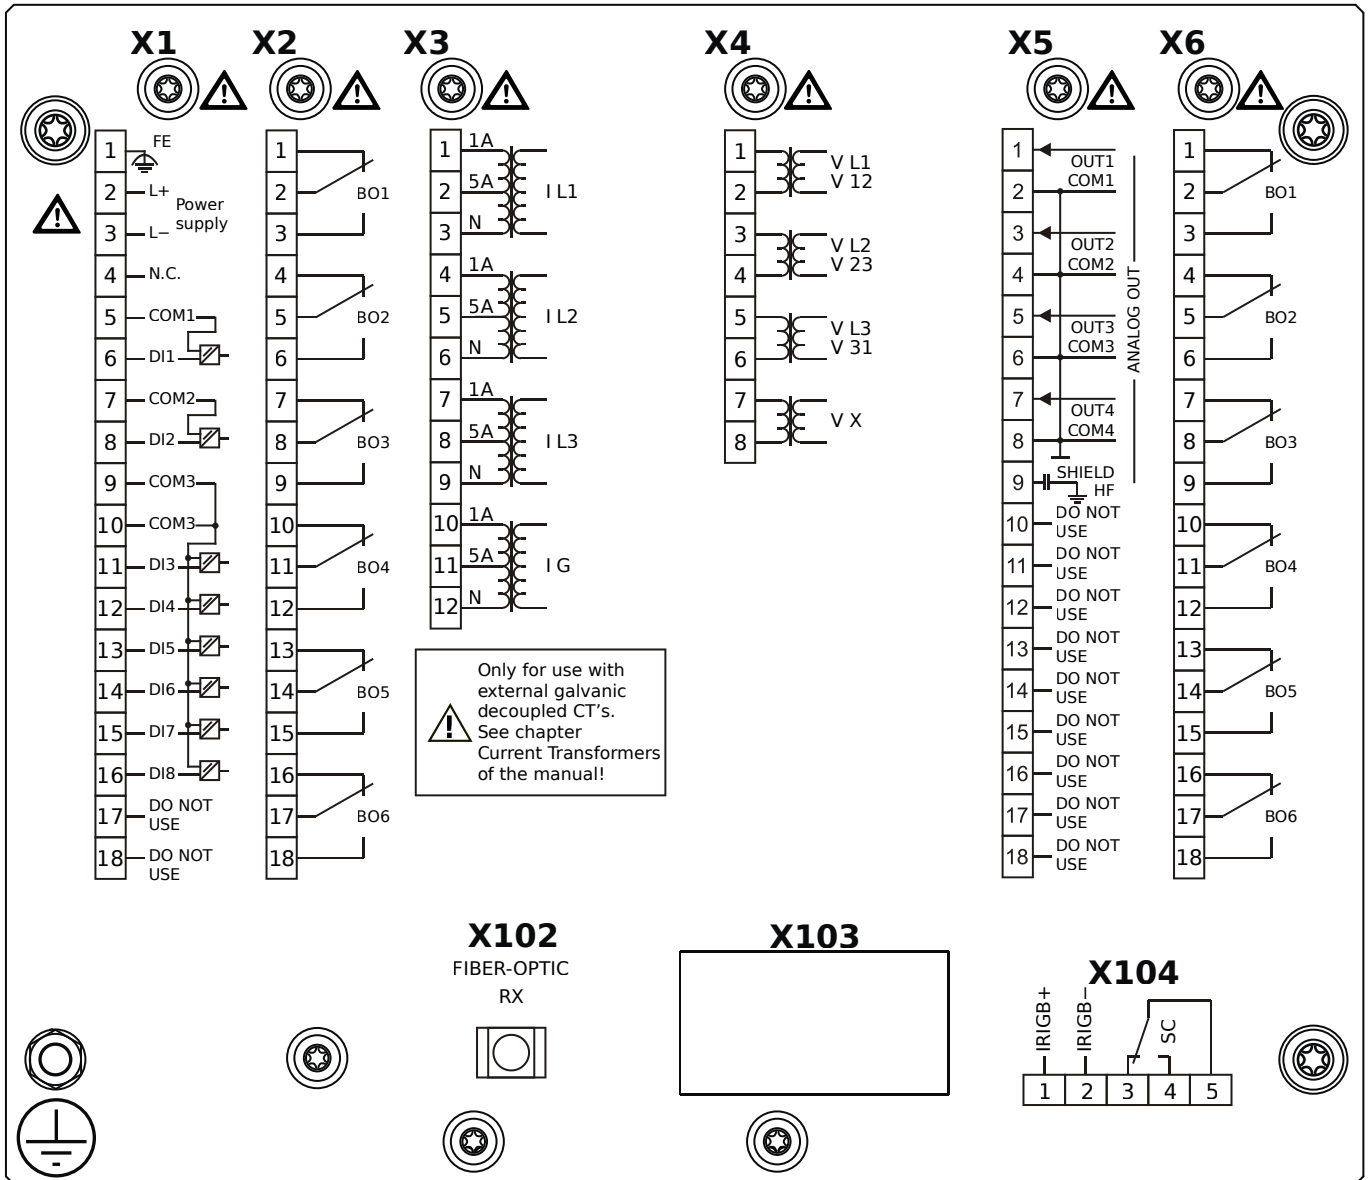 X1 X2 X3 X4 X5 X6
1 FE
2 L+
Power
supply
3 L−
4 N.C.
5 COM1
6 DI1
7 COM2
8 DI2
9 COM3
10 COM3
11 DI3
12 DI4
13 DI5
14 DI6
15 DI7
16 DI8
17 DO NOT
USE
18 DO NOT
USE
1
2 BO1
3
4
5 BO2
6
7
8 BO3
9
10
11 BO4
12
13
14 BO5
15
16
17 BO6
18
1 1A
2 5A I L1
3 N
4 1A
5 5A I L2
6 N
7 1A
8 5A I L3
9 N
10 1A
11 5A I G
12 N
Only for use with
external galvanic
decoupled CT's.
See chapter
Current Transformers
of the manual!
1 V L1
2 V 12
3 V L2
4 V 23
5 V L3
6 V 31
7 V X
8
1 OUT1
2 COM1
3 OUT2
4 COM2
5 OUT3
6 COM3
7 OUT4
8 COM4
ANALOG OUT
9 SHIELD
HF
10 DO NOT
USE
11 DO NOT
USE
12 DO NOT
USE
13 DO NOT
USE
14 DO NOT
USE
15 DO NOT
USE
16 DO NOT
USE
17 DO NOT
USE
18 DO NOT
USE
1
2 BO1
3
4
5 BO2
6
7
8 BO3
9
10
11 BO4
12
13
14 BO5
15
16
17 BO6
18
X102
FIBER-OPTIC
RX
X103
X104
IRIGB+
IRIGB−
SC
1 2 3 4 5